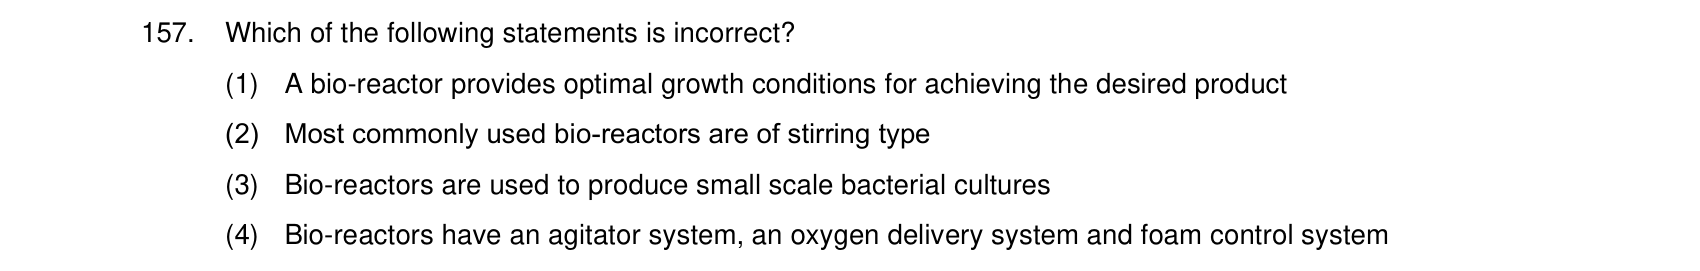 157. Which of the following statements is incorrect?
(1) A bio-reactor provides optimal growth conditions for achieving the desired product
(2) Most commonly used bio-reactors are of stirring type
(3) Bio-reactors are used to produce small scale bacterial cultures
(4) Bio-reactors have an agitator system, an oxygen delivery system and foam control system